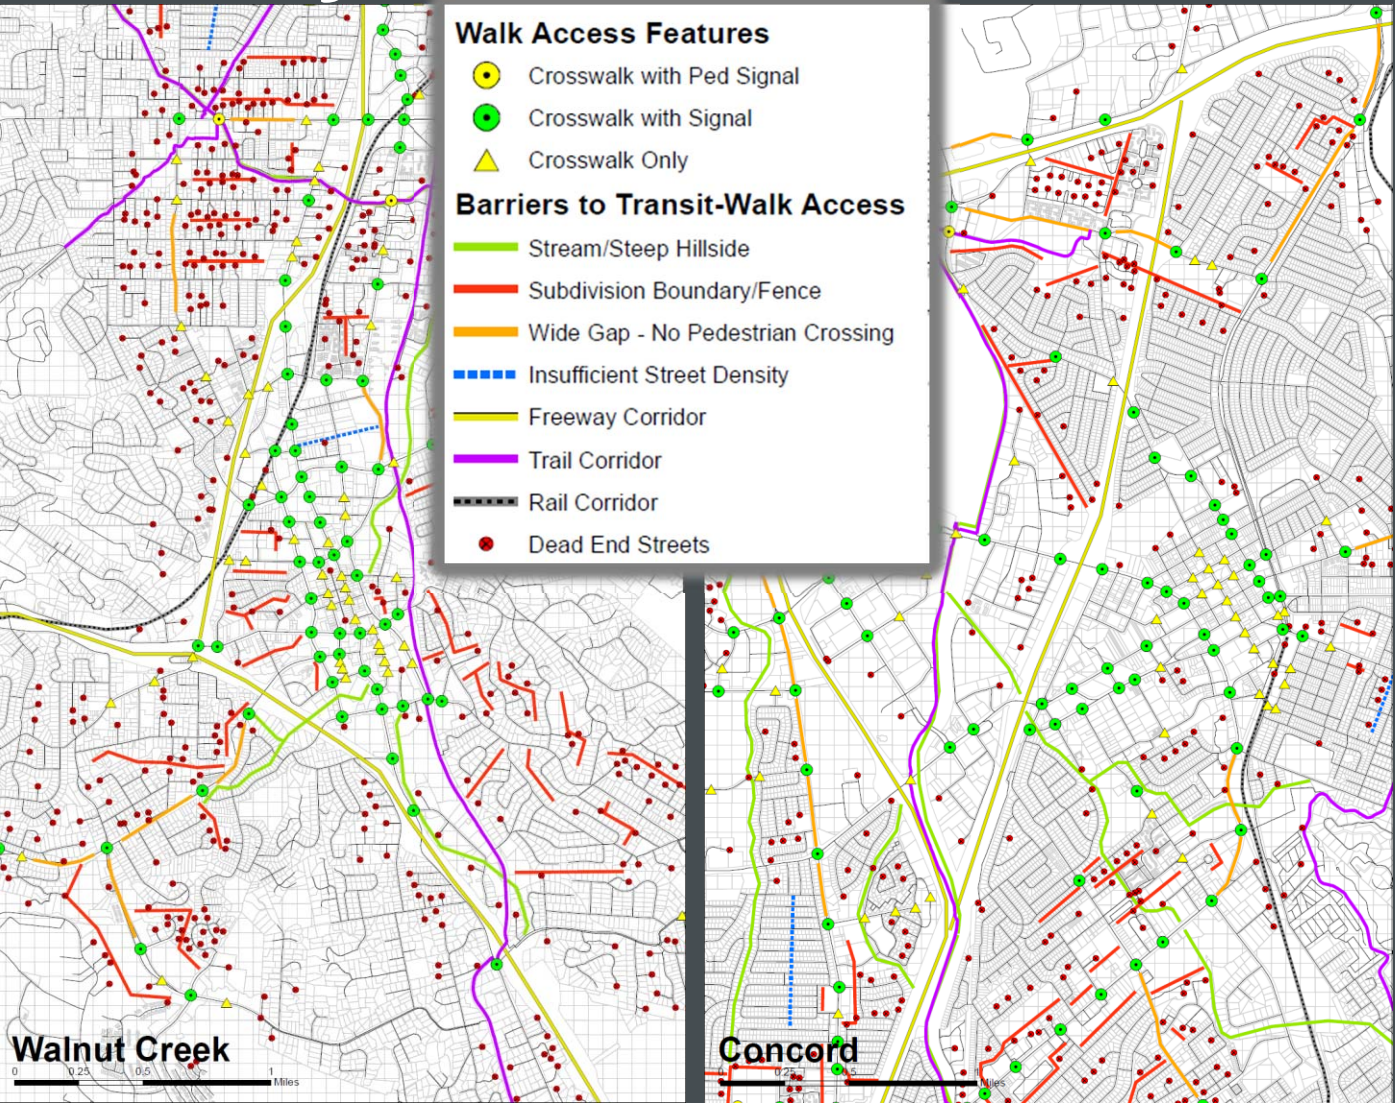 Walk Access Features
Crosswalk with Ped Signal
Crosswalk with Signal
Crosswalk Only
Barriers to Transit-Walk Access
Stream/Steep Hillside
Subdivision Boundary/Fence
Wide Gap - No Pedestrian Crossing
Insufficient Street Density
Freeway Corridor
Trail Corridor
Rail Corridor
Dead End Streets
Walnut Creek
0 0.25 0.5 1
Miles
Concord
0 0.25 0.5 1
Miles